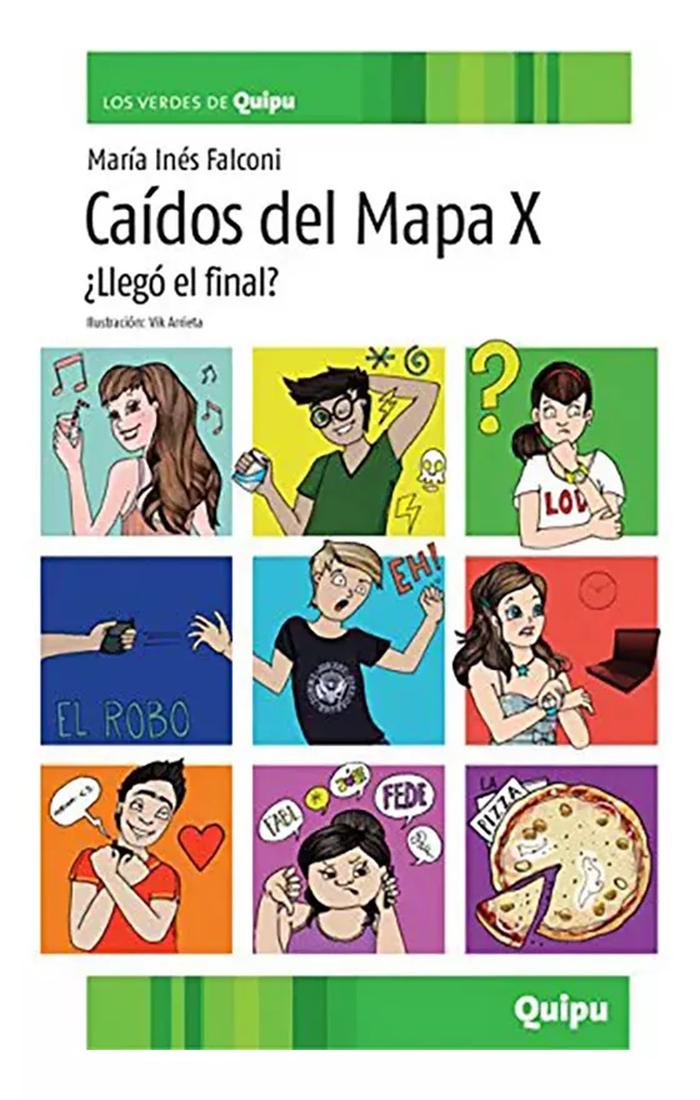 LOS VERDES DE Quipu
María Inés Falconi
Caídos del Mapa X
¿Llegó el final?
Ilustración: Vik Arrieta
?
LOL
EL ROBO
EH!
FABI
FEDE
LA
PIZZA
Quipu